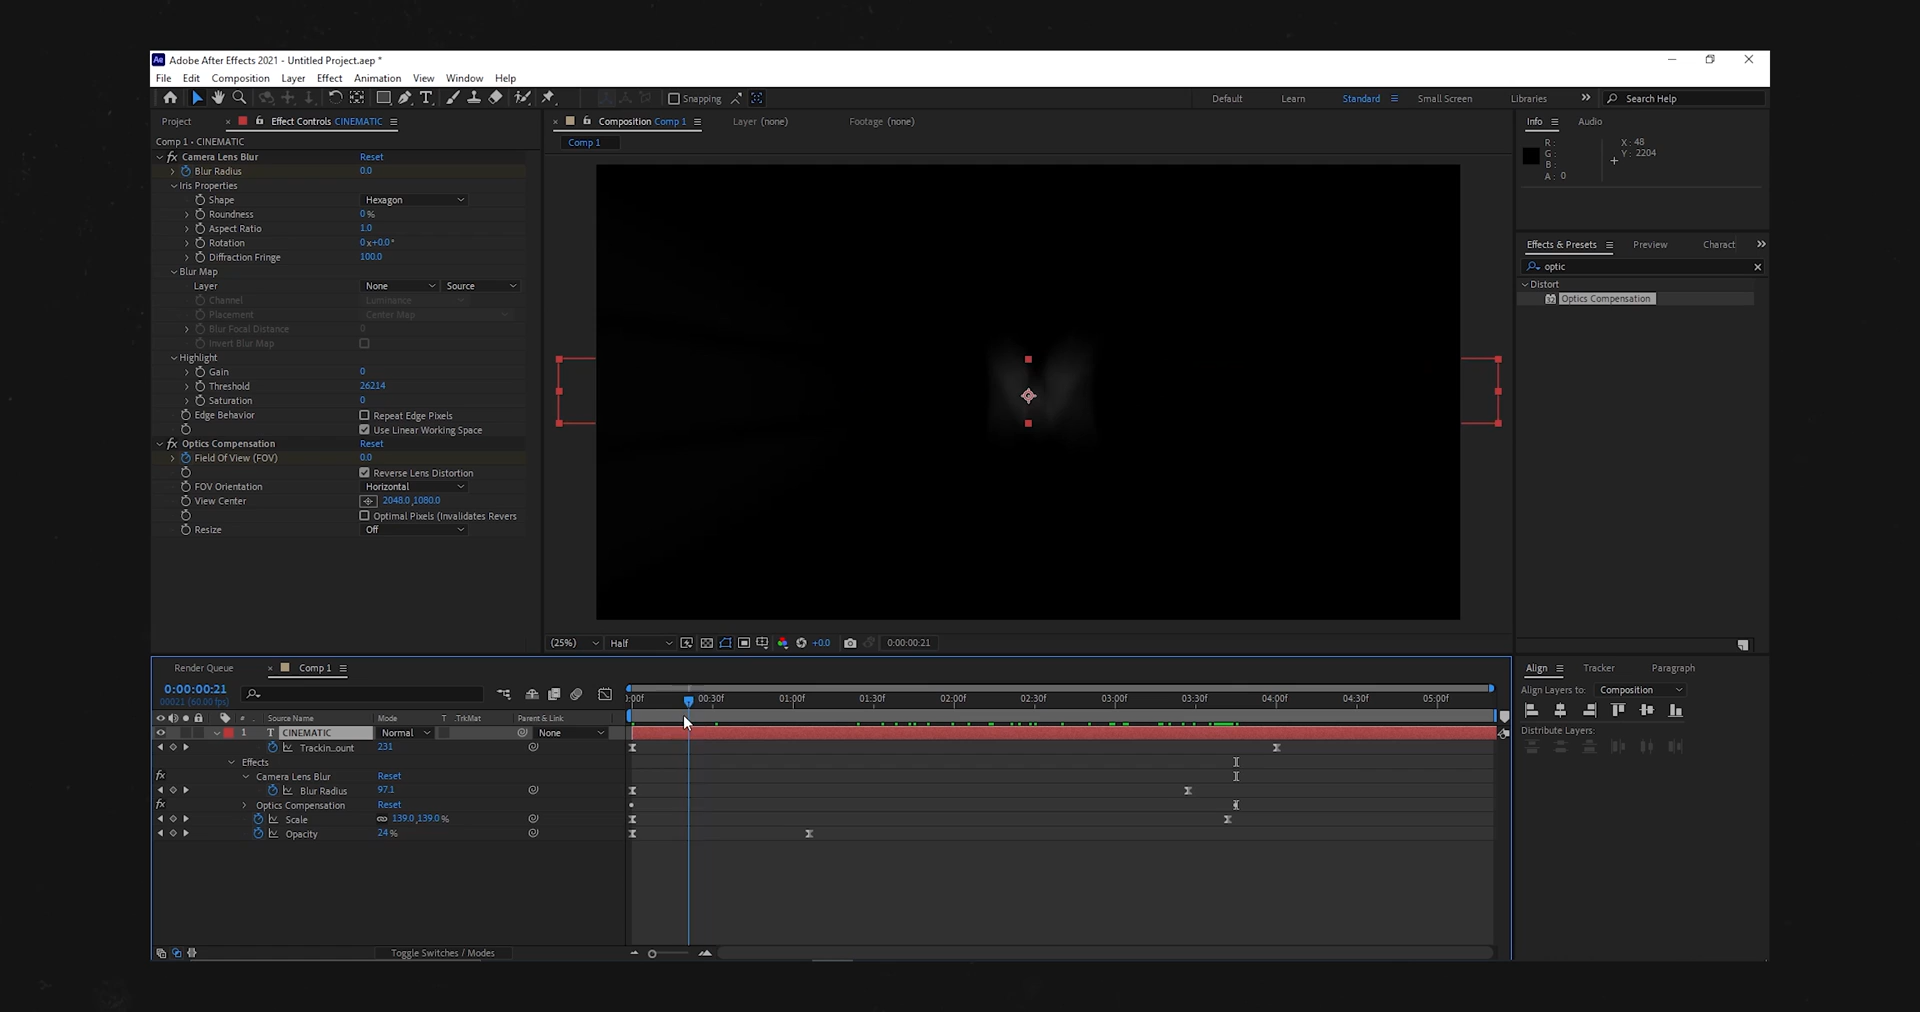 Ae Adobe After Effects 2021 - Untitled Project.aep *
File Edit Composition Layer Effect Animation View Window Help
Snapping Default Learn Standard Small Screen Libraries Search Help
Project Effect Controls CINEMATIC
Comp 1 • CINEMATIC
fx Camera Lens Blur Reset
Blur Radius 0.0
Iris Properties
Shape Hexagon
Roundness 0 %
Aspect Ratio 1.0
Rotation 0 x+0.0 °
Diffraction Fringe 100.0
Blur Map
Layer None Source
Channel Luminance
Placement Center Map
Blur Focal Distance 0
Invert Blur Map
Highlight
Gain 0
Threshold 26214
Saturation 0
Edge Behavior Repeat Edge Pixels
Use Linear Working Space
fx Optics Compensation Reset
Field Of View (FOV) 0.0
Reverse Lens Distortion
FOV Orientation Horizontal
View Center 2048.0,1080.0
Optimal Pixels (Invalidates Revers
Resize Off
Composition Comp 1 Layer (none) Footage (none)
Comp 1
(25%) Half +0.0 0:00:00:21
Info Audio
R: X: 48
G: Y: 2204
B:
A: 0
Effects & Presets Preview Charact
optic
Distort
Optics Compensation
Render Queue Comp 1
0:00:00:21
00021 (60.00 fps)
:00f 00:30f 01:00f 01:30f 02:00f 02:30f 03:00f 03:30f 04:00f 04:30f 05:00f
# Source Name Mode T .TrkMat Parent & Link
1 T CINEMATIC Normal None
Trackin...ount 231
Effects
fx Camera Lens Blur Reset
Blur Radius 97.1
fx Optics Compensation Reset
Scale 139.0,139.0 %
Opacity 24 %
Toggle Switches / Modes
Align Tracker Paragraph
Align Layers to: Composition
Distribute Layers: